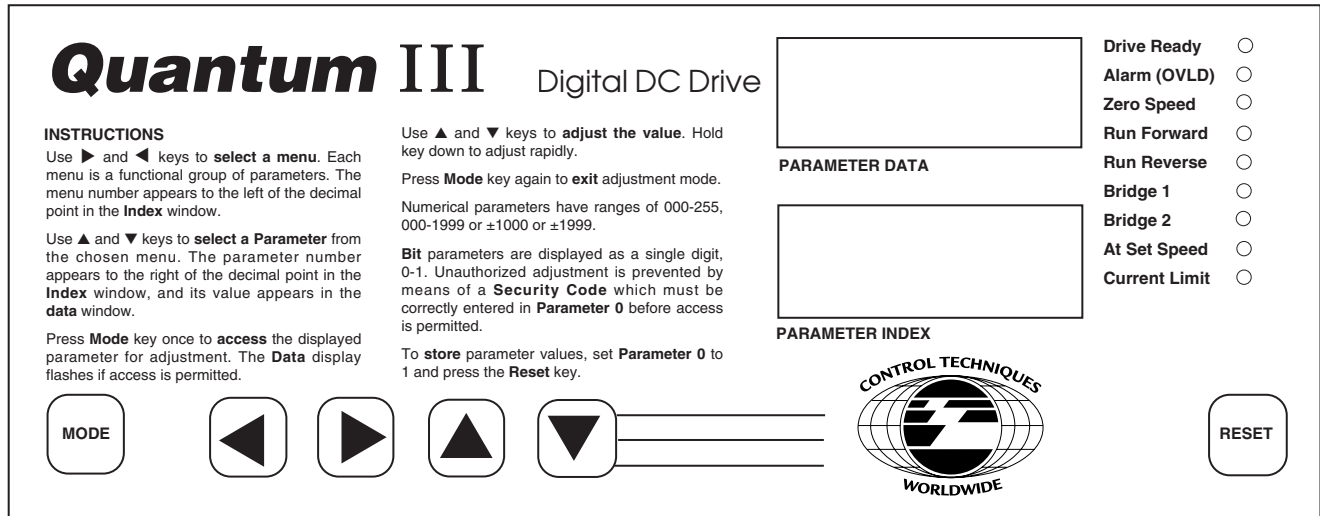 Quantum III Digital DC Drive
INSTRUCTIONS
Use ▶ and ◀ keys to select a menu. Each
menu is a functional group of parameters. The
menu number appears to the left of the decimal
point in the Index window.
Use ▲ and ▼ keys to select a Parameter from
the chosen menu. The parameter number
appears to the right of the decimal point in the
Index window, and its value appears in the
data window.
Press Mode key once to access the displayed
parameter for adjustment. The Data display
flashes if access is permitted.
Use ▲ and ▼ keys to adjust the value. Hold
key down to adjust rapidly.
Press Mode key again to exit adjustment mode.
Numerical parameters have ranges of 000-255,
000-1999 or ±1000 or ±1999.
Bit parameters are displayed as a single digit,
0-1. Unauthorized adjustment is prevented by
means of a Security Code which must be
correctly entered in Parameter 0 before access
is permitted.
To store parameter values, set Parameter 0 to
1 and press the Reset key.
PARAMETER DATA
PARAMETER INDEX
Drive Ready
Alarm (OVLD)
Zero Speed
Run Forward
Run Reverse
Bridge 1
Bridge 2
At Set Speed
Current Limit
MODE
CONTROL TECHNIQUES
WORLDWIDE
RESET